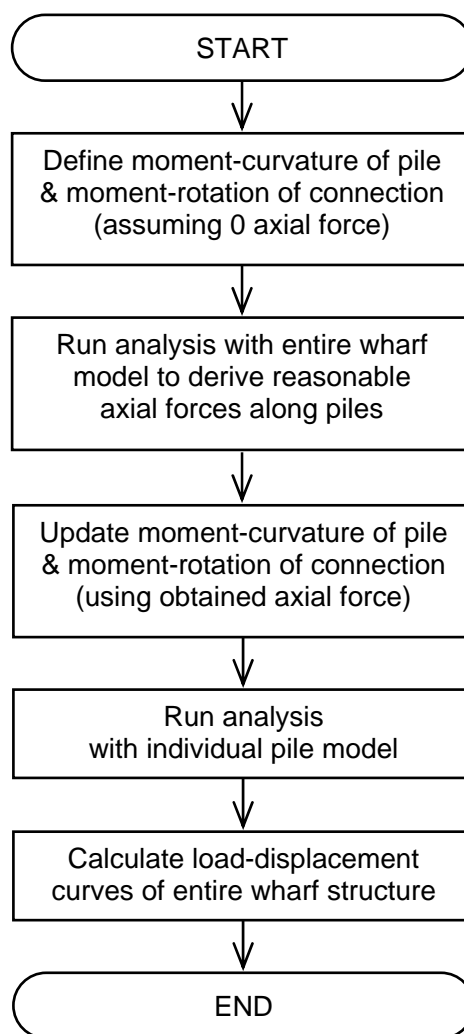 START
Define moment-curvature of pile
& moment-rotation of connection
(assuming 0 axial force)
Run analysis with entire wharf
model to derive reasonable
axial forces along piles
Update moment-curvature of pile
& moment-rotation of connection
(using obtained axial force)
Run analysis
with individual pile model
Calculate load-displacement
curves of entire wharf structure
END